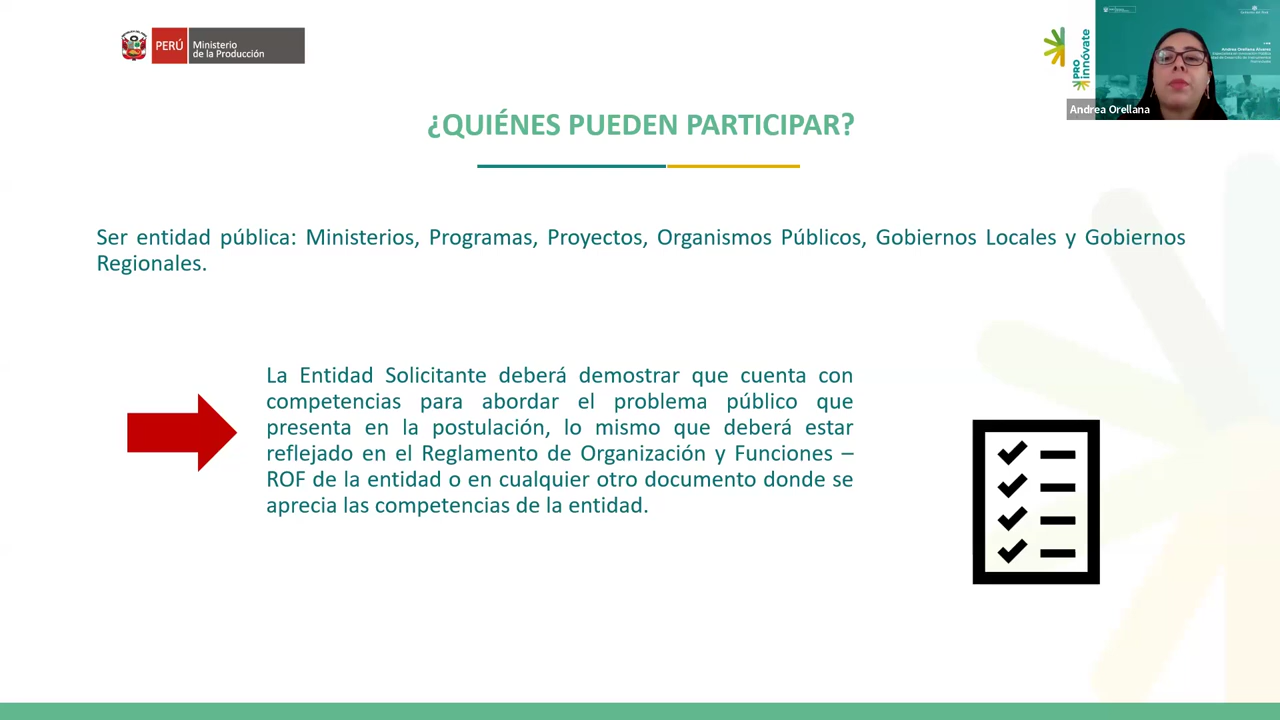 PERÚ
Ministerio
de la Producción
PRO
innóvate
Andrea Orellana Alvarez
Andrea Orellana
¿QUIÉNES PUEDEN PARTICIPAR?
Ser entidad pública: Ministerios, Programas, Proyectos, Organismos Públicos, Gobiernos Locales y Gobiernos
Regionales.
La Entidad Solicitante deberá demostrar que cuenta con
competencias para abordar el problema público que
presenta en la postulación, lo mismo que deberá estar
reflejado en el Reglamento de Organización y Funciones –
ROF de la entidad o en cualquier otro documento donde se
aprecia las competencias de la entidad.